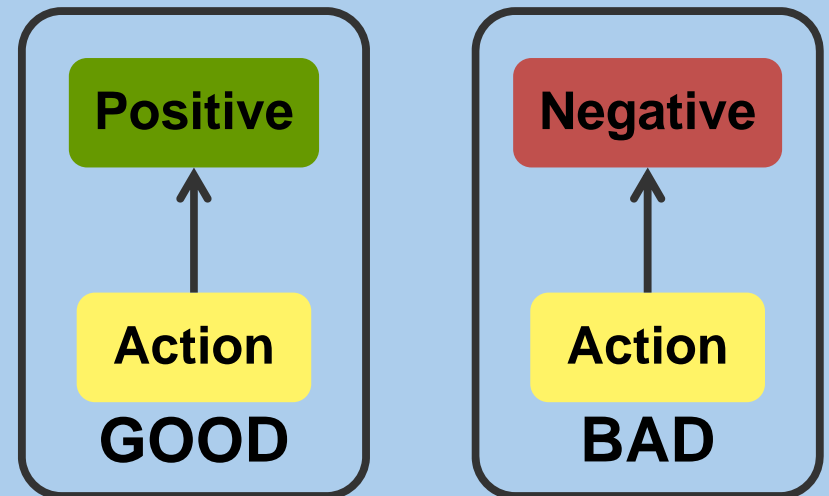 Positive
Action
GOOD
Negative
Action
BAD